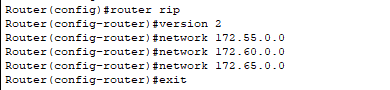 Router(config)#router rip
Router(config-router)#version 2
Router(config-router)#network 172.55.0.0
Router(config-router)#network 172.60.0.0
Router(config-router)#network 172.65.0.0
Router(config-router)#exit